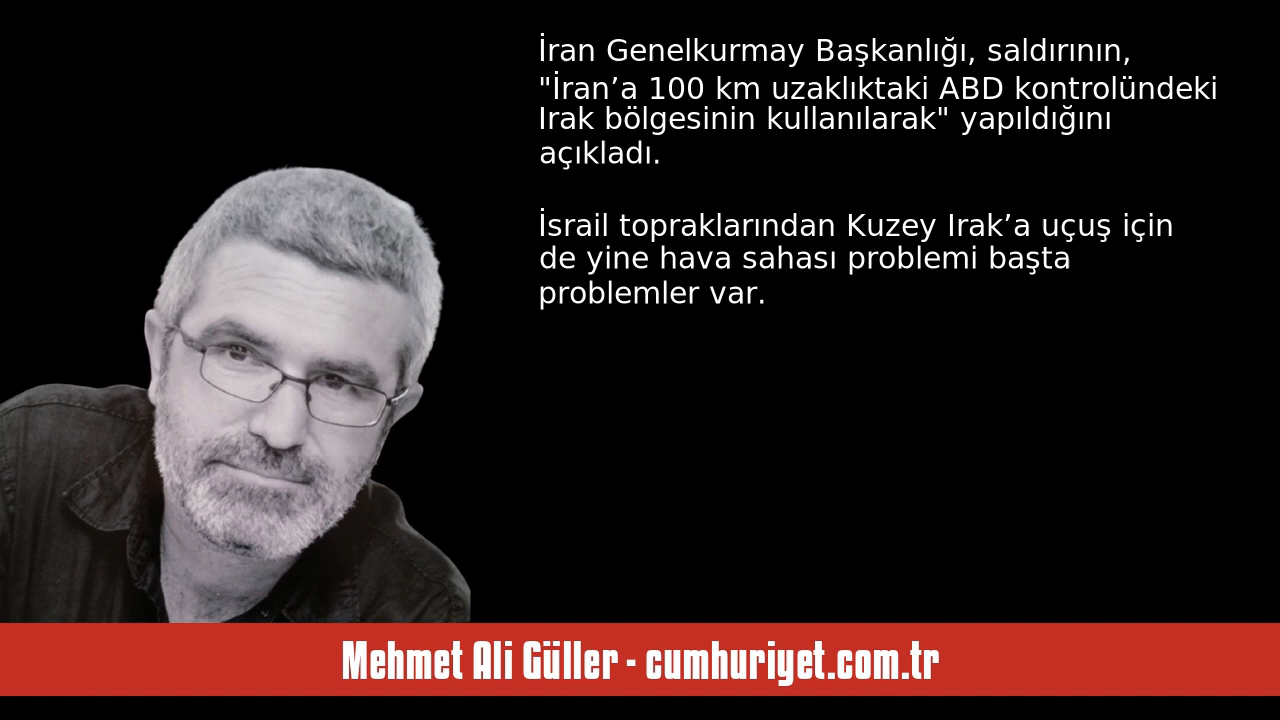 İran Genelkurmay Başkanlığı, saldırının,
"İran’a 100 km uzaklıktaki ABD kontrolündeki
Irak bölgesinin kullanılarak" yapıldığını
açıkladı.
İsrail topraklarından Kuzey Irak’a uçuş için
de yine hava sahası problemi başta
problemler var.
Mehmet Ali Güller - cumhuriyet.com.tr